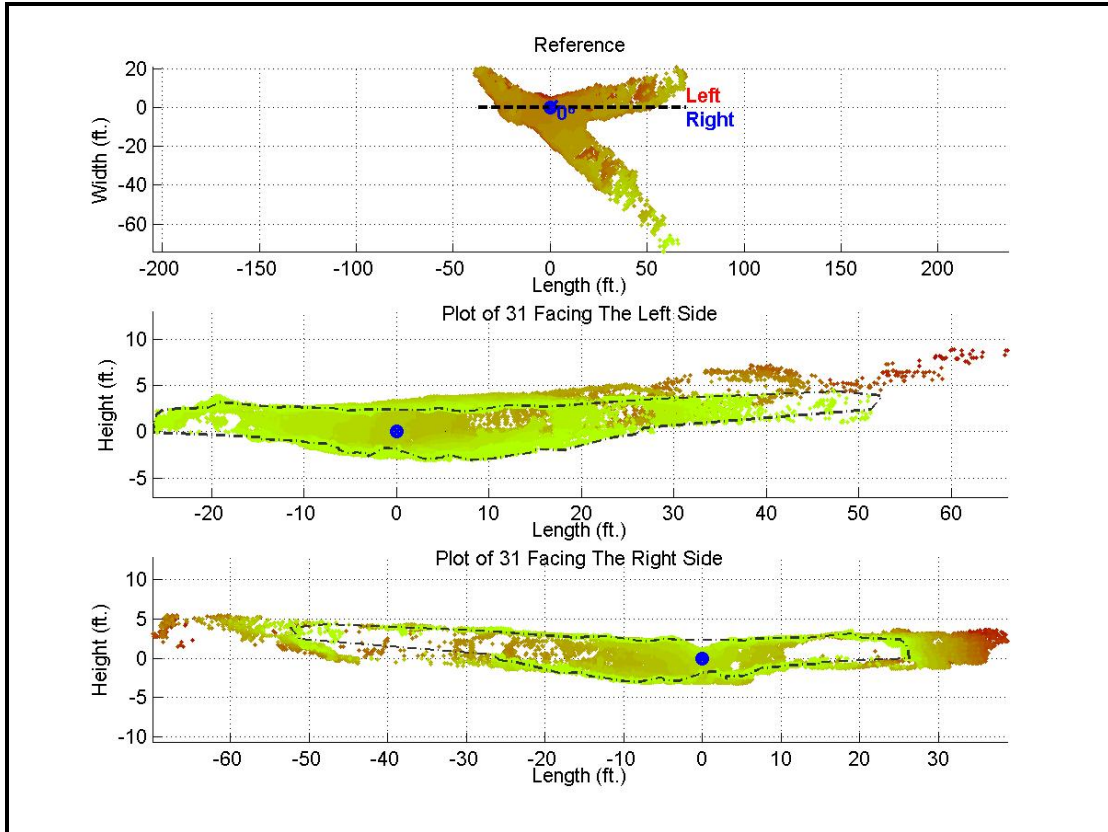 Reference
20
0
-20
-40
-60
Width (ft.)
0°
Left
Right
-200 -150 -100 -50 0 50 100 150 200
Length (ft.)
Plot of 31 Facing The Left Side
10
5
0
-5
Height (ft.)
-20 -10 0 10 20 30 40 50 60
Length (ft.)
Plot of 31 Facing The Right Side
10
5
0
-5
-10
Height (ft.)
-60 -50 -40 -30 -20 -10 0 10 20 30
Length (ft.)